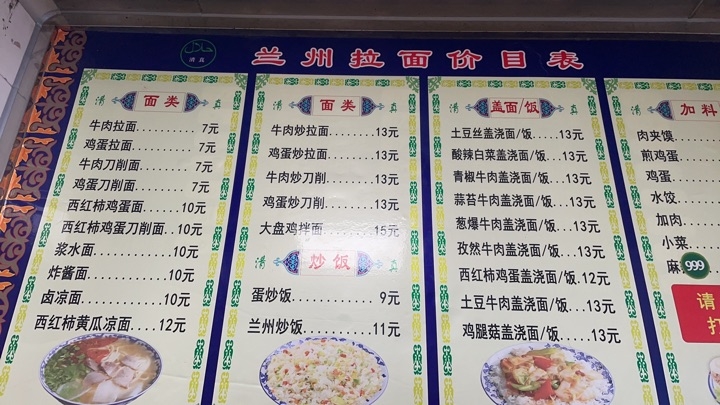 حلال
清真
兰州拉面价目表
清 面类 真
牛肉拉面.......7元
鸡蛋拉面........7元
牛肉刀削面.......7元
鸡蛋刀削面.......7元
西红柿鸡蛋面......10元
西红柿鸡蛋刀削面..10元
浆水面...........10元
炸酱面...........10元
卤凉面..........10元
西红柿黄瓜凉面....12元
清 面类 真
牛肉炒拉面........13元
鸡蛋炒拉面........13元
牛肉炒刀削.......13元
鸡蛋炒刀削.......13元
大盘鸡拌面.......15元
清 炒饭 真
蛋炒饭............9元
兰州炒饭.........11元
清 盖面/饭 真
土豆丝盖浇面/饭...13元
酸辣白菜盖浇面/饭...13元
青椒牛肉盖浇面/饭...13元
蒜苔牛肉盖浇面/饭...13元
葱爆牛肉盖浇面/饭...13元
孜然牛肉盖浇面/饭...13元
西红柿鸡蛋盖浇面/饭.12元
土豆牛肉盖浇面/饭...13元
鸡腿菇盖浇面/饭.....13元
清 加料
肉夹馍
煎鸡蛋
鸡蛋
水饺
加肉
小菜
麻
999
请
打